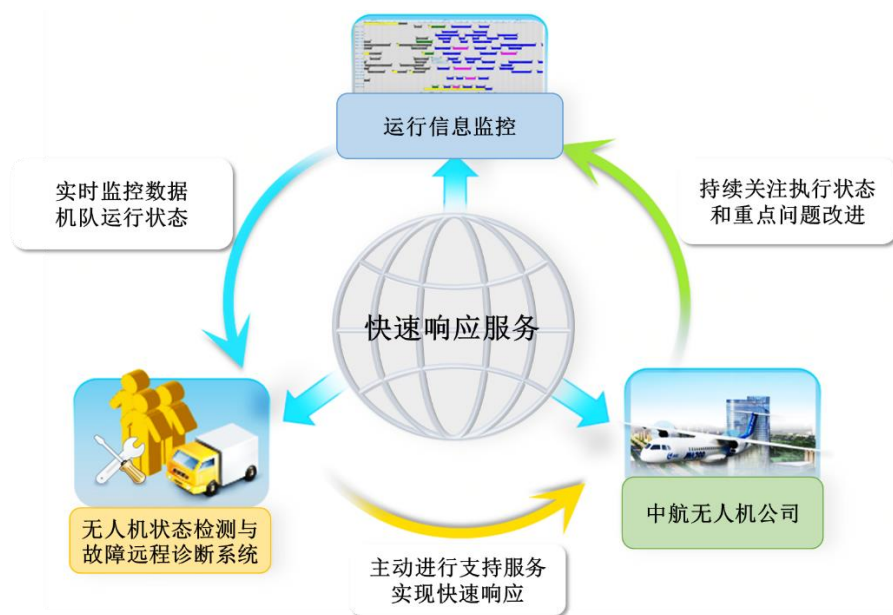 运行信息监控
实时监控数据
机队运行状态
持续关注执行状态
和重点问题改进
快速响应服务
无人机状态检测与
故障远程诊断系统
中航无人机公司
主动进行支持服务
实现快速响应